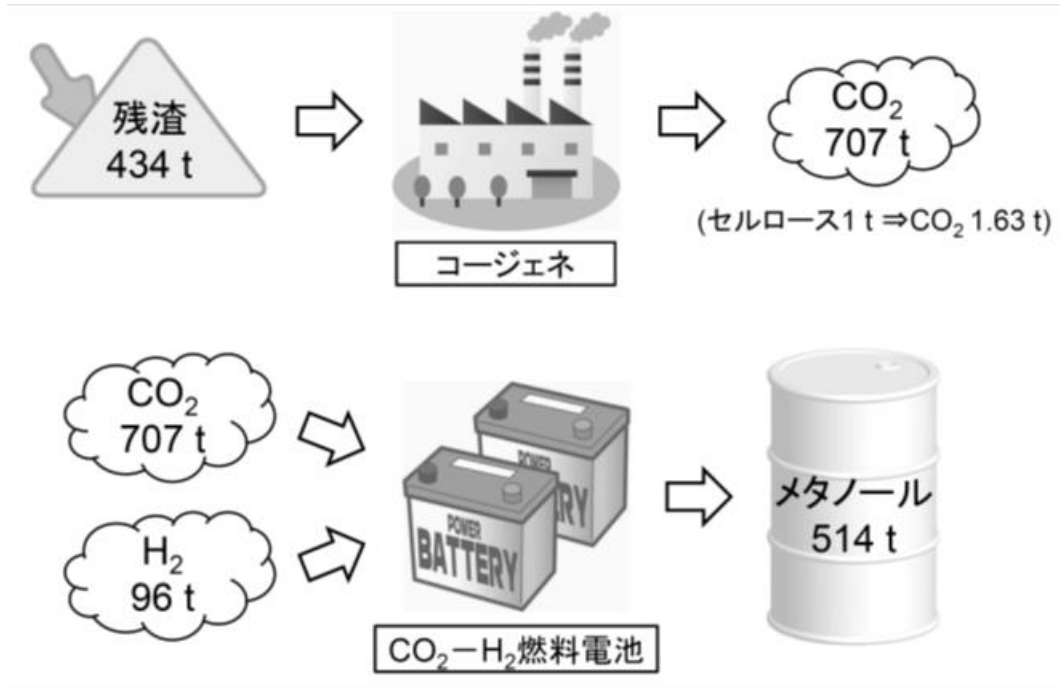 残渣
434 t
CO₂
707 t
(セルロース1 t ⇒CO₂ 1.63 t)
コージェネ
CO₂
707 t
H₂
96 t
POWER
BATTERY
POWER
BATTERY
CO₂－H₂燃料電池
メタノール
514 t